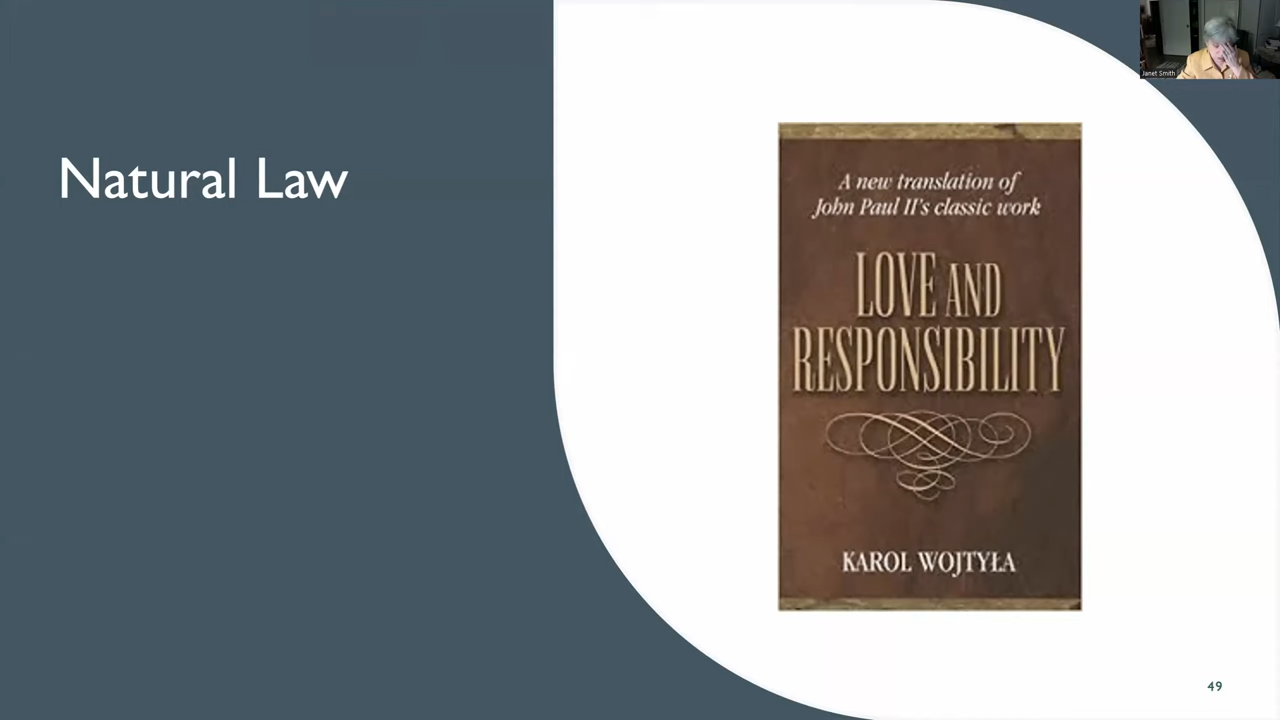 Natural Law
A new translation of
John Paul II's classic work
LOVE AND
RESPONSIBILITY
KAROL WOJTYŁA
Janet Smith
49